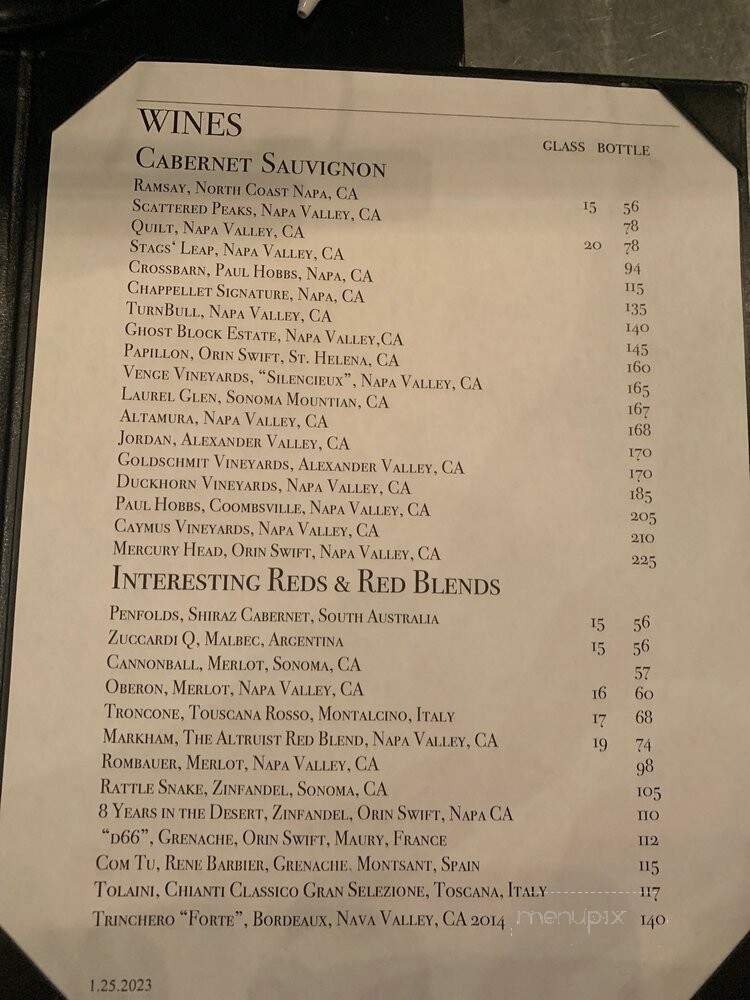 WINES
GLASS BOTTLE
CABERNET SAUVIGNON
RAMSAY, NORTH COAST NAPA, CA 15 56
SCATTERED PEAKS, NAPA VALLEY, CA 78
QUILT, NAPA VALLEY, CA 20 78
STAGS' LEAP, NAPA VALLEY, CA 94
CROSSBARN, PAUL HOBBS, NAPA, CA 115
CHAPPELLET SIGNATURE, NAPA, CA 135
TURNBULL, NAPA VALLEY, CA 140
GHOST BLOCK ESTATE, NAPA VALLEY,CA 145
PAPILLON, ORIN SWIFT, ST. HELENA, CA 160
VENGE VINEYARDS, "SILENCIEUX", NAPA VALLEY, CA 165
LAUREL GLEN, SONOMA MOUNTIAN, CA 167
ALTAMURA, NAPA VALLEY, CA 168
JORDAN, ALEXANDER VALLEY, CA 170
GOLDSCHMIT VINEYARDS, ALEXANDER VALLEY, CA 170
DUCKHORN VINEYARDS, NAPA VALLEY, CA 185
PAUL HOBBS, COOMBSVILLE, NAPA VALLEY, CA 205
CAYMUS VINEYARDS, NAPA VALLEY, CA 210
MERCURY HEAD, ORIN SWIFT, NAPA VALLEY, CA 225
INTERESTING REDS & RED BLENDS
PENFOLDS, SHIRAZ CABERNET, SOUTH AUSTRALIA 15 56
ZUCCARDI Q, MALBEC, ARGENTINA 15 56
CANNONBALL, MERLOT, SONOMA, CA 57
OBERON, MERLOT, NAPA VALLEY, CA 16 60
TRONCONE, TOUSCANA ROSSO, MONTALCINO, ITALY 17 68
MARKHAM, THE ALTRUIST RED BLEND, NAPA VALLEY, CA 19 74
ROMBAUER, MERLOT, NAPA VALLEY, CA 98
RATTLE SNAKE, ZINFANDEL, SONOMA, CA 105
8 YEARS IN THE DESERT, ZINFANDEL, ORIN SWIFT, NAPA CA 110
"D66", GRENACHE, ORIN SWIFT, MAURY, FRANCE 112
COM TU, RENE BARBIER, GRENACHE. MONTSANT, SPAIN 115
TOLAINI, CHIANTI CLASSICO GRAN SELEZIONE, TOSCANA, ITALY 117
TRINCHERO "FORTE", BORDEAUX, NAVA VALLEY, CA 2014 140
menupix
1.25.2023